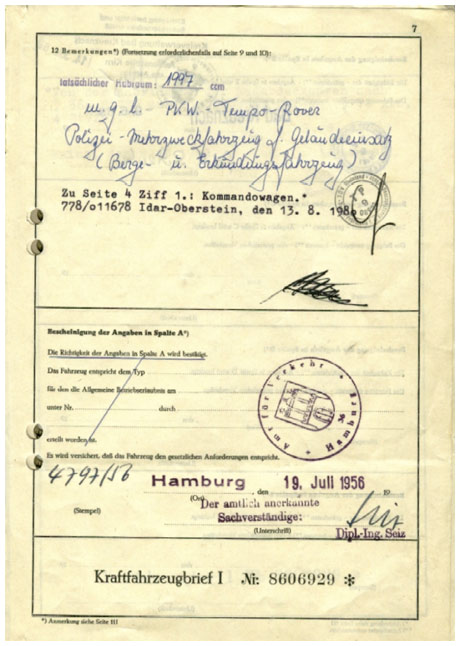 7
12 Bemerkungen*) (Fortsetzung erforderlichenfalls auf Seite 9 und 10):
tatsächlicher Hubraum: 1997 ccm
m.g.l. - PKW. - Tempo-Rover
Polizei-Mehrzweckfahrzeug f. Geländeeinsatz
(Berge- u. Erkundungsfahrzeug)
Zu Seite 4 Ziff 1.: Kommandowagen.*
778/o11678 Idar-Oberstein, den 13. 8. 1980
Bescheinigung der Angaben in Spalte A*)
Die Richtigkeit der Angaben in Spalte A wird bestätigt.
Das Fahrzeug entspricht dem Typ
für den die Allgemeine Betriebserlaubnis am
unter Nr. durch
erteilt worden ist.
Es wird versichert, daß das Fahrzeug den gesetzlichen Anforderungen entspricht.
Amt für Verkehr * Hamburg * 36
4797/56
Hamburg, den 19. Juli 1956 19
(Ort)
Der amtlich anerkannte
Sachverständige:
(Stempel)
(Unterschrift)
Seiz
Dipl.-Ing. Seiz
Kraftfahrzeugbrief I № 8606929 *
*) Anmerkung siehe Seite III